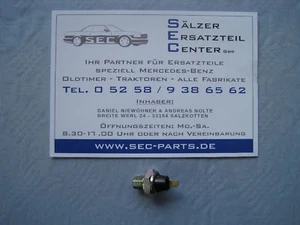 SEC
Sälzer
Ersatzteil
Center GbR
Ihr Partner für Ersatzteile
speziell Mercedes-Benz
Oldtimer - Traktoren - alle Fabrikate
Tel. 0 52 58 / 9 38 65 62
Inhaber:
Daniel Niewöhner & Andreas Nolte
Breite Werl 24 - 33154 Salzkotten
Öffnungszeiten: Mo.-Sa.
8.30-17.00 Uhr oder nach Vereinbarung
www.sec-parts.de